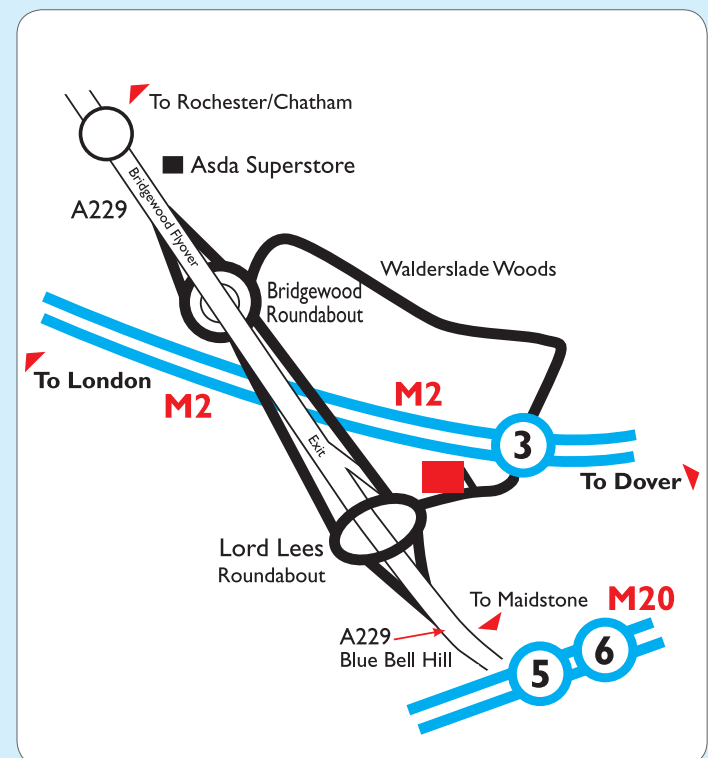 To Rochester/Chatham
Asda Superstore
A229
Bridgewood Flyover
Walderslade Woods
Bridgewood
Roundabout
To London
M2
M2
Exit
3
To Dover
Lord Lees
Roundabout
To Maidstone
M20
A229
Blue Bell Hill
5
6